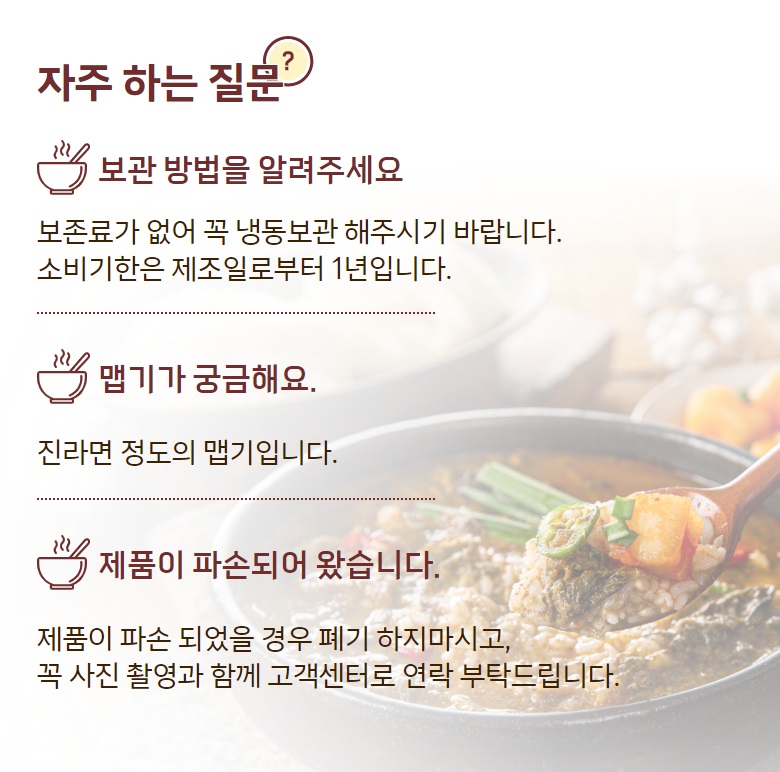 자주 하는 질문
?
보관 방법을 알려주세요
보존료가 없어 꼭 냉동보관 해주시기 바랍니다.
소비기한은 제조일로부터 1년입니다.
맵기가 궁금해요.
진라면 정도의 맵기입니다.
제품이 파손되어 왔습니다.
제품이 파손 되었을 경우 폐기 하지마시고,
꼭 사진 촬영과 함께 고객센터로 연락 부탁드립니다.